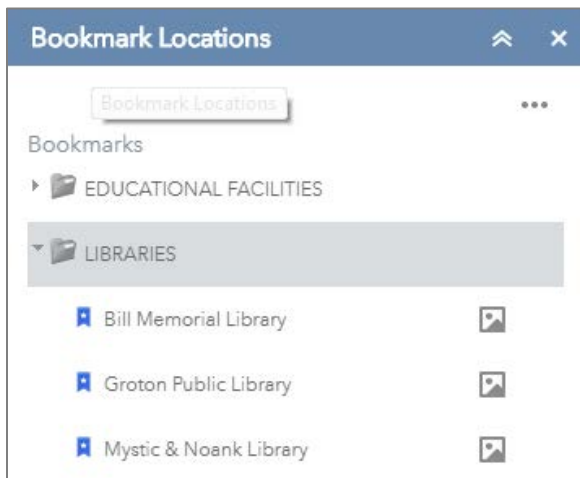 Bookmark Locations
Bookmark Locations
Bookmarks
EDUCATIONAL FACILITIES
LIBRARIES
Bill Memorial Library
Groton Public Library
Mystic & Noank Library